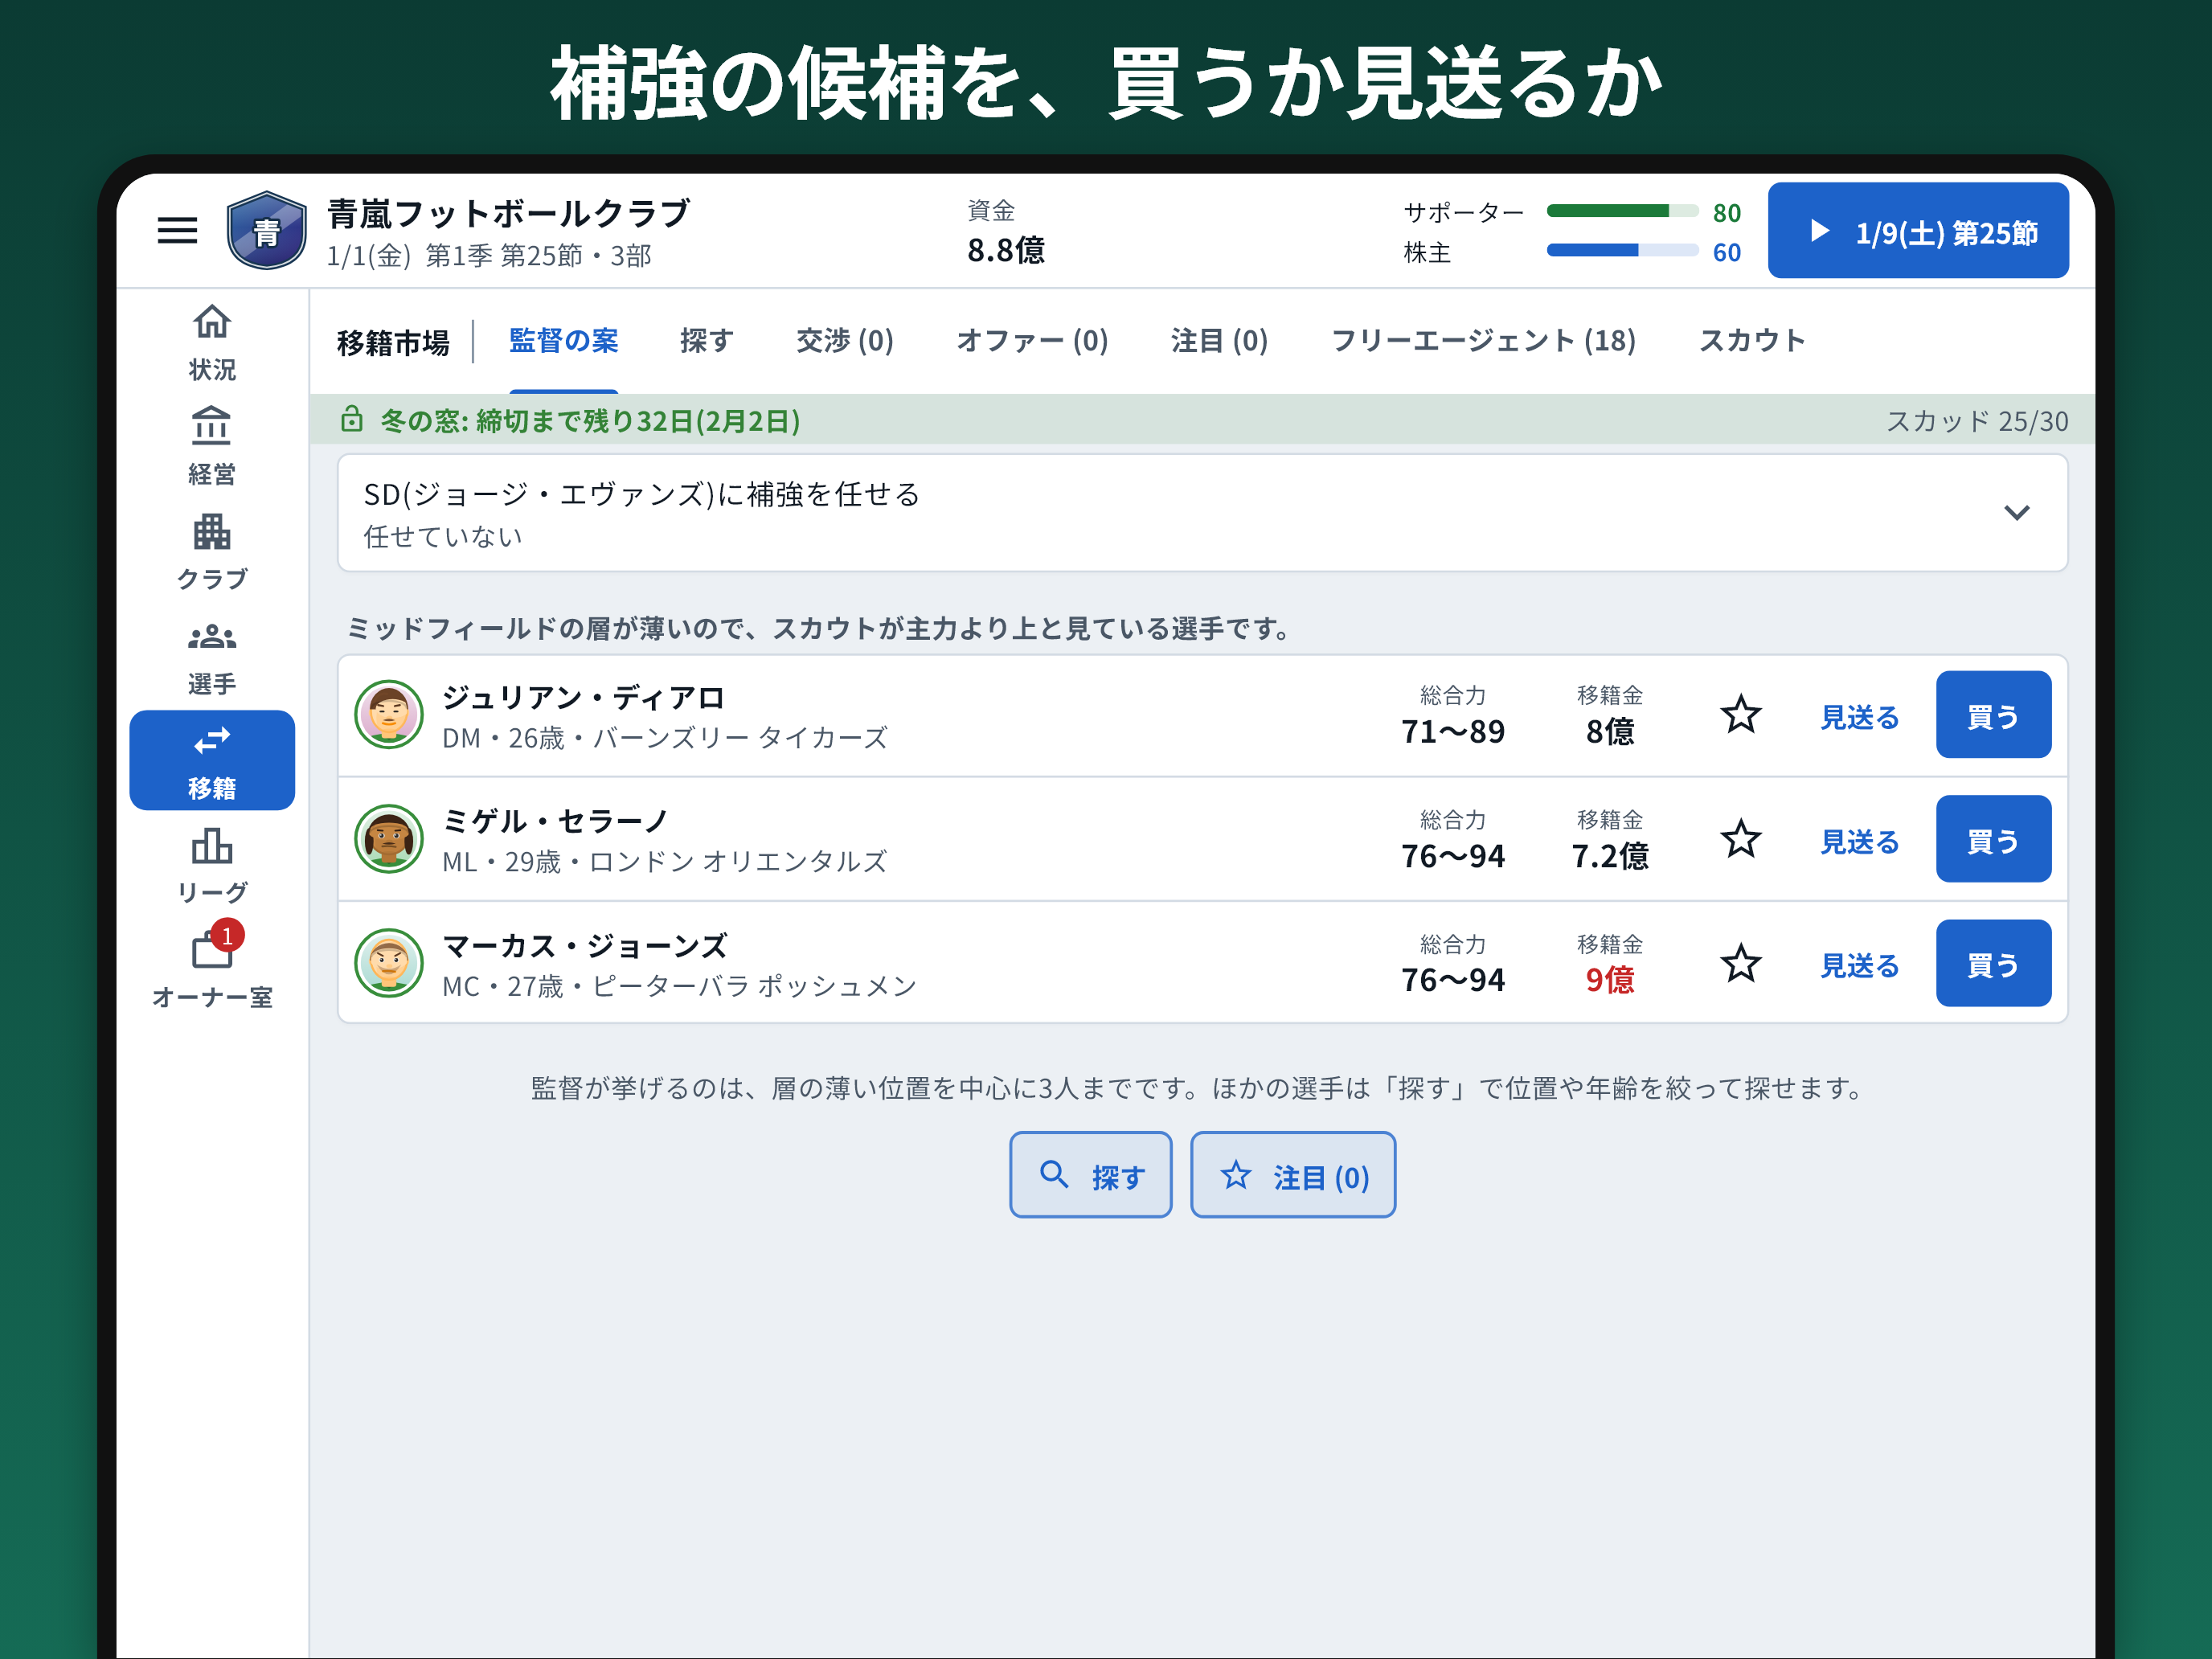 補強の候補を、買うか見送るか
青
青嵐フットボールクラブ
1/1(金) 第1季 第25節・3部
資金
8.8億
サポーター 80
株主 60
1/9(土) 第25節
状況
経営
クラブ
選手
移籍
リーグ
1
オーナー室
移籍市場
監督の案
探す
交渉 (0)
オファー (0)
注目 (0)
フリーエージェント (18)
スカウト
冬の窓: 締切まで残り32日(2月2日)
スカッド 25/30
SD(ジョージ・エヴァンズ)に補強を任せる
任せていない
ミッドフィールドの層が薄いので、スカウトが主力より上と見ている選手です。
ジュリアン・ディアロ
DM・26歳・バーンズリー タイカーズ
総合力
71〜89
移籍金
8億
見送る
買う
ミゲル・セラーノ
ML・29歳・ロンドン オリエンタルズ
総合力
76〜94
移籍金
7.2億
見送る
買う
マーカス・ジョーンズ
MC・27歳・ピーターバラ ポッシュメン
総合力
76〜94
移籍金
9億
見送る
買う
監督が挙げるのは、層の薄い位置を中心に3人までです。ほかの選手は「探す」で位置や年齢を絞って探せます。
探す
注目 (0)